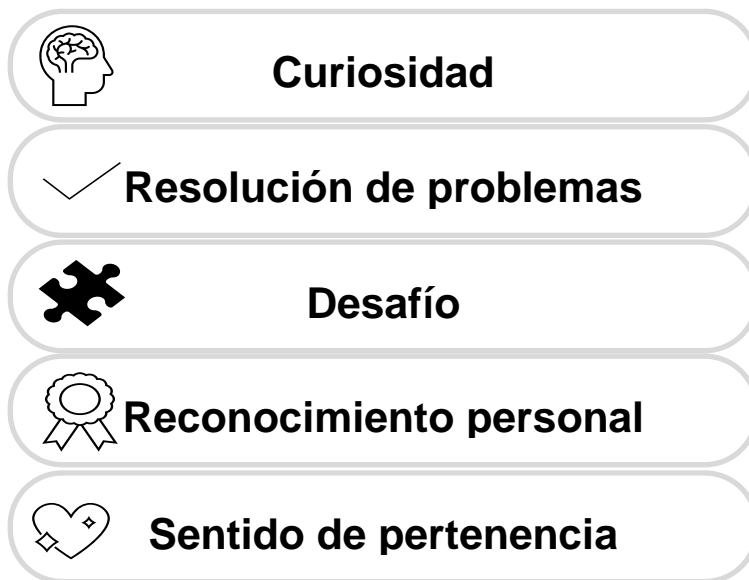 Curiosidad
Resolución de problemas
Desafío
Reconocimiento personal
Sentido de pertenencia